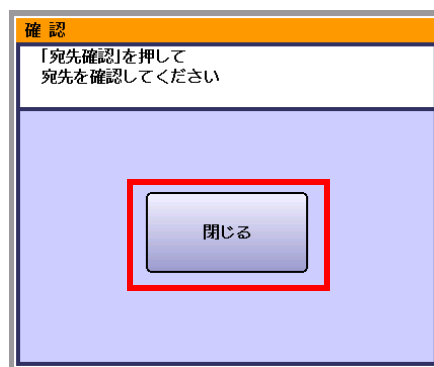 確認
「宛先確認」を押して
宛先を確認してください
閉じる